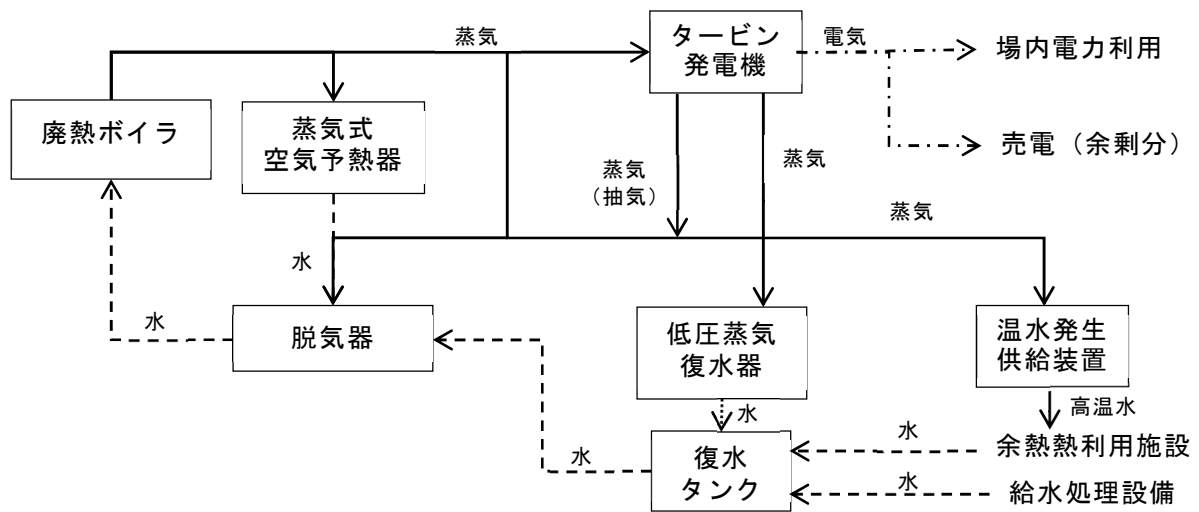 蒸気
タービン
発電機
電気
場内電力利用
廃熱ボイラ
蒸気式
空気予熱器
売電（余剰分）
蒸気
（抽気）
蒸気
蒸気
水
水
脱気器
低圧蒸気
復水器
温水発生
供給装置
高温水
水
水
余熱熱利用施設
水
復水
タンク
水
給水処理設備